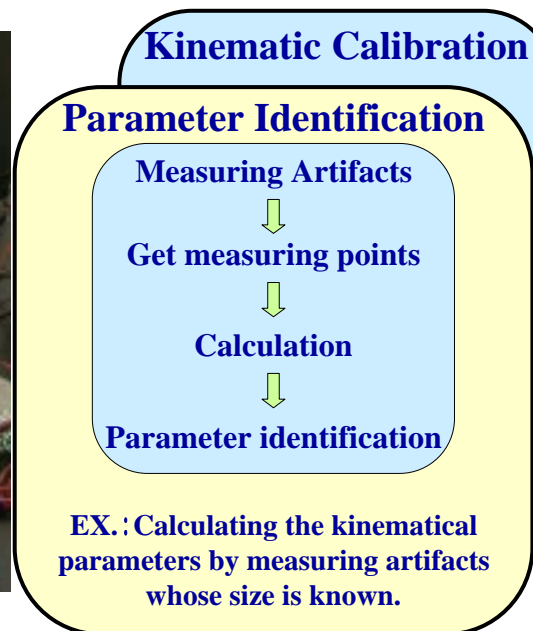 Kinematic Calibration
Parameter Identification
Measuring Artifacts
Get measuring points
Calculation
Parameter identification
EX.:Calculating the kinematical
parameters by measuring artifacts
whose size is known.